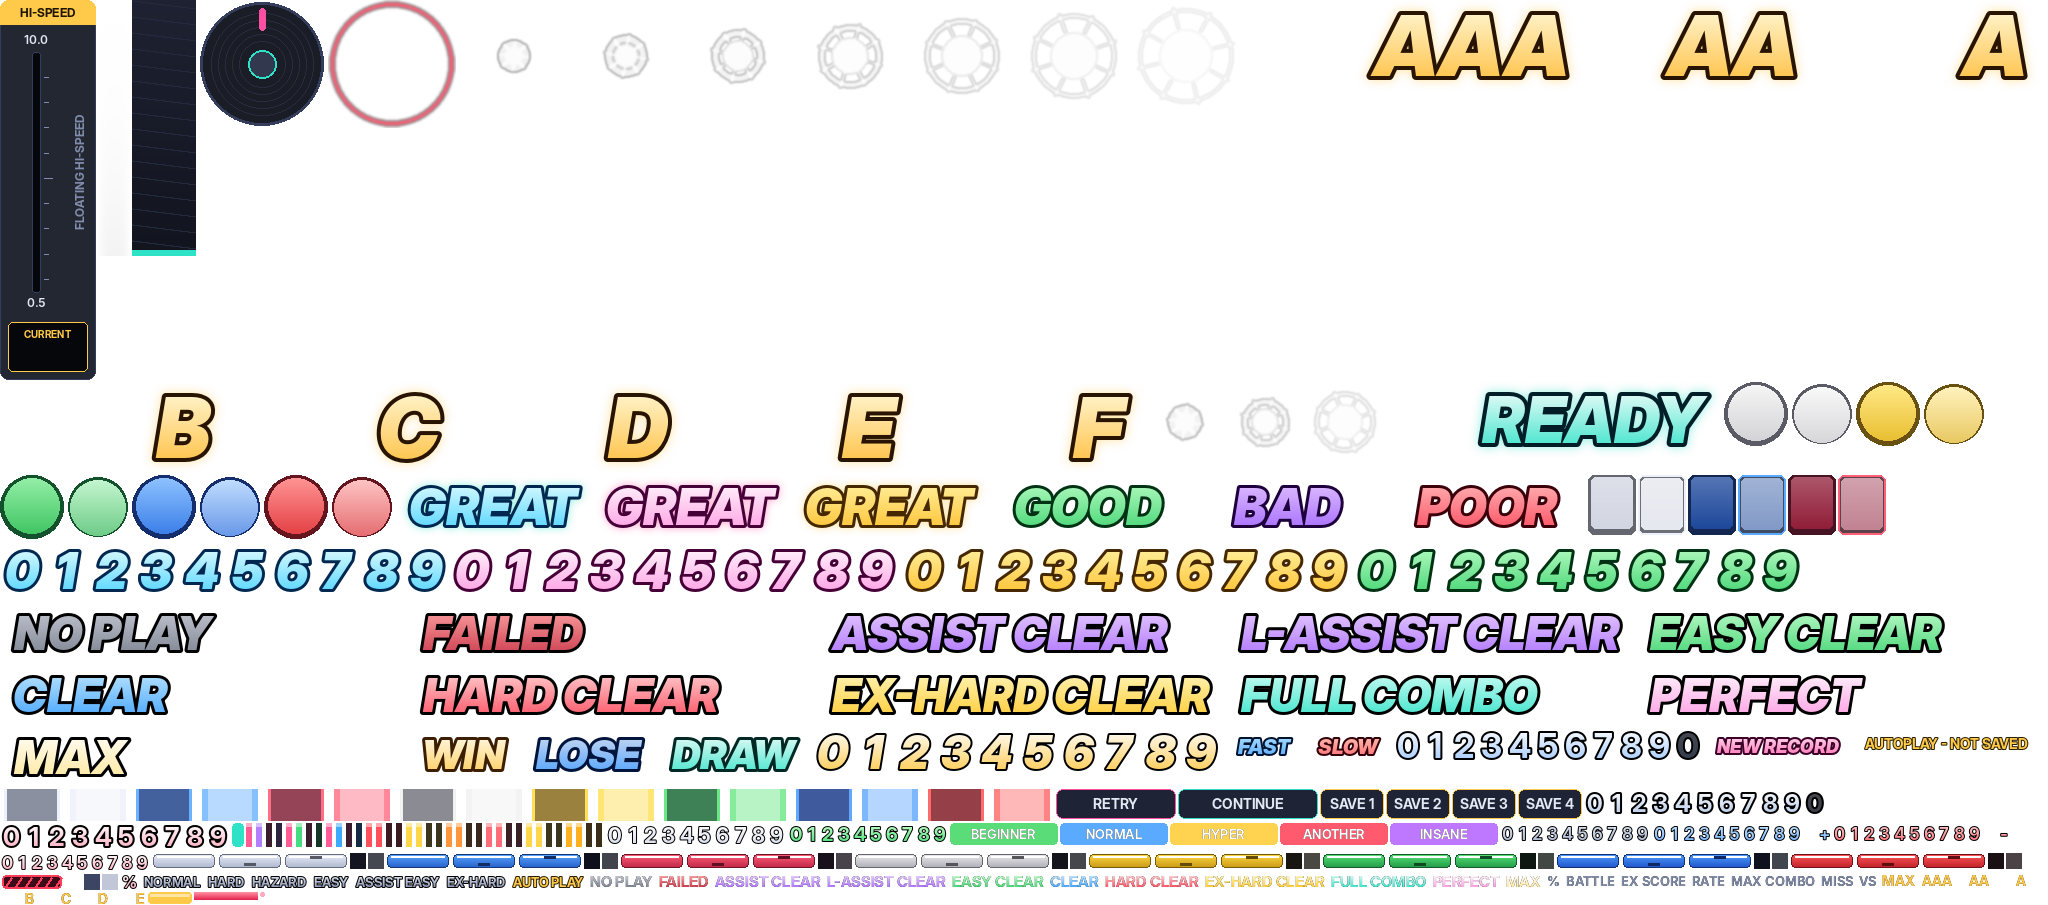 HI-SPEED
10.0
FLOATING HI-SPEED
0.5
CURRENT
AAA AA A
B C D E F READY
GREAT GREAT GREAT GOOD BAD POOR
0123456789 0123456789 0123456789 0123456789
NO PLAY FAILED ASSIST CLEAR L-ASSIST CLEAR EASY CLEAR
CLEAR HARD CLEAR EX-HARD CLEAR FULL COMBO PERFECT
MAX WIN LOSE DRAW 0123456789 FAST SLOW 01234567890 NEW RECORD AUTOPLAY - NOT SAVED
RETRY CONTINUE SAVE 1 SAVE 2 SAVE 3 SAVE 4 01234567890
0123456789 0123456789 0123456789 BEGINNER NORMAL HYPER ANOTHER INSANE 0123456789 0123456789 +0123456789 -
0123456789
% NORMAL HARD HAZARD EASY ASSIST EASY EX-HARD AUTO PLAY NO PLAY FAILED ASSIST CLEAR L-ASSIST CLEAR EASY CLEAR CLEAR HARD CLEAR EX-HARD CLEAR FULL COMBO PERFECT MAX % BATTLE EX SCORE RATE MAX COMBO MISS VS MAX AAA AA A
B C D E